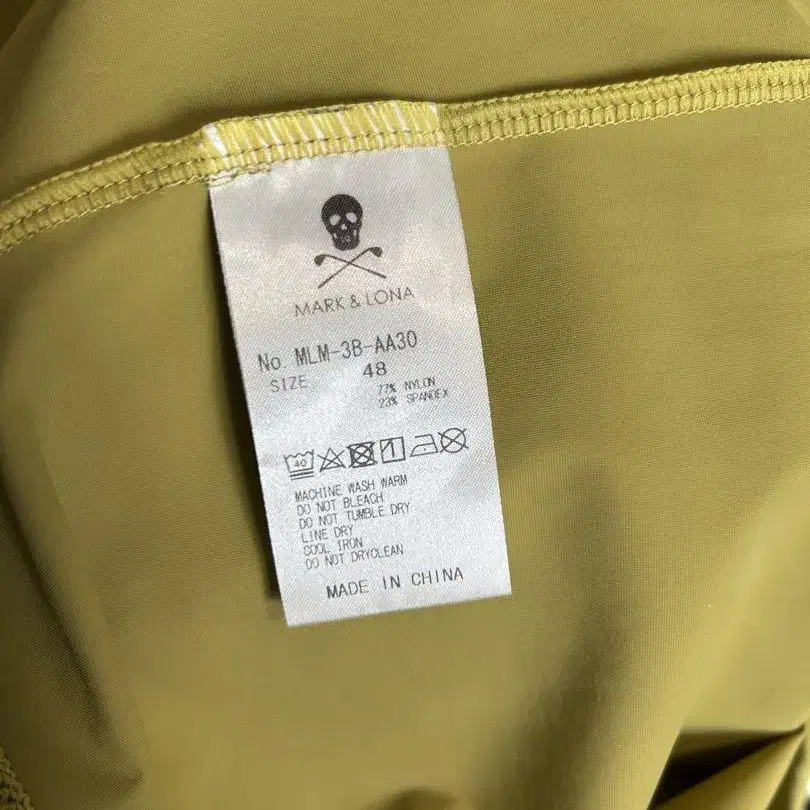 MARK & LONA
No. MLM-3B-AA30
SIZE 48
77% NYLON
23% SPANDEX
40
MACHINE WASH WARM
DO NOT BLEACH
DO NOT TUMBLE DRY
LINE DRY
COOL IRON
DO NOT DRYCLEAN
MADE IN CHINA